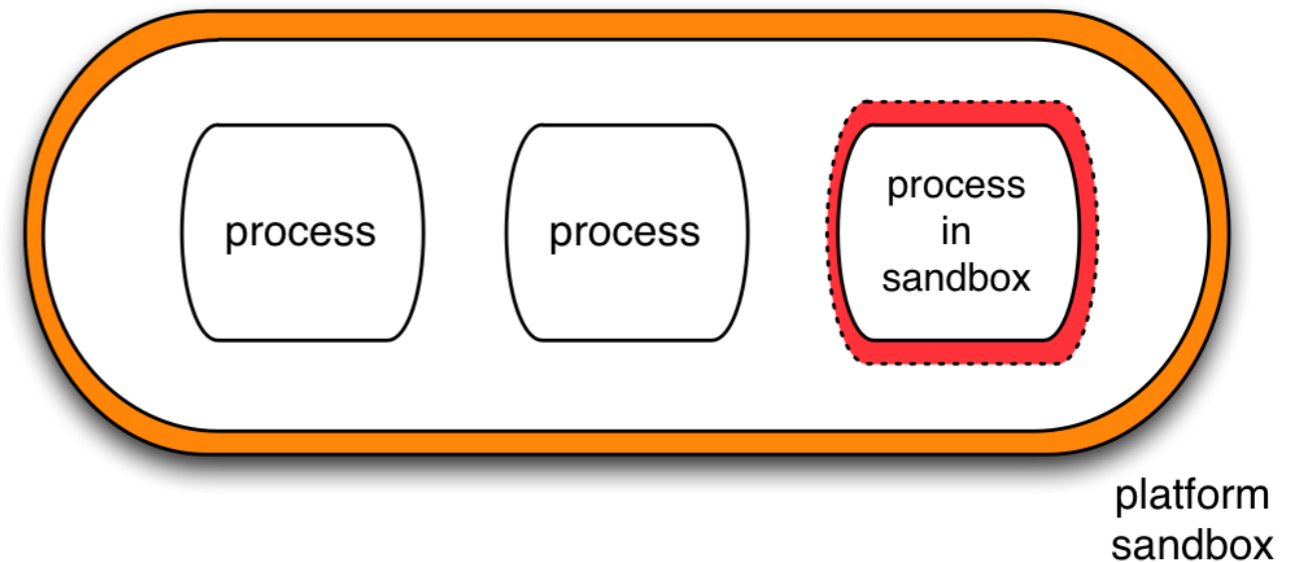 process
process
process
in
sandbox
platform
sandbox